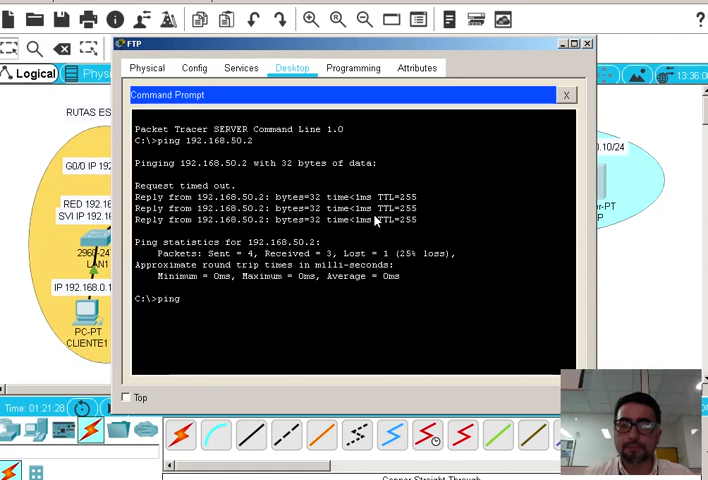 ?
Logical
Physi
13:36:0
FTP
Physical Config Services Desktop Programming Attributes
Command Prompt
X
Packet Tracer SERVER Command Line 1.0
C:\>ping 192.168.50.2
Pinging 192.168.50.2 with 32 bytes of data:
Request timed out.
Reply from 192.168.50.2: bytes=32 time<1ms TTL=255
Reply from 192.168.50.2: bytes=32 time<1ms TTL=255
Reply from 192.168.50.2: bytes=32 time<1ms TTL=255
Ping statistics for 192.168.50.2:
Packets: Sent = 4, Received = 3, Lost = 1 (25% loss),
Approximate round trip times in milli-seconds:
Minimum = 0ms, Maximum = 0ms, Average = 0ms
C:\>ping
Top
RUTAS ES
G0/0 IP 192
RED 192.16
SVI IP 192.16
2960-24
LAN1
IP 192.168.0.1
PC-PT
CLIENTE1
0.10/24
er-PT
P
Time: 01:21:28
Copper Straight-Through